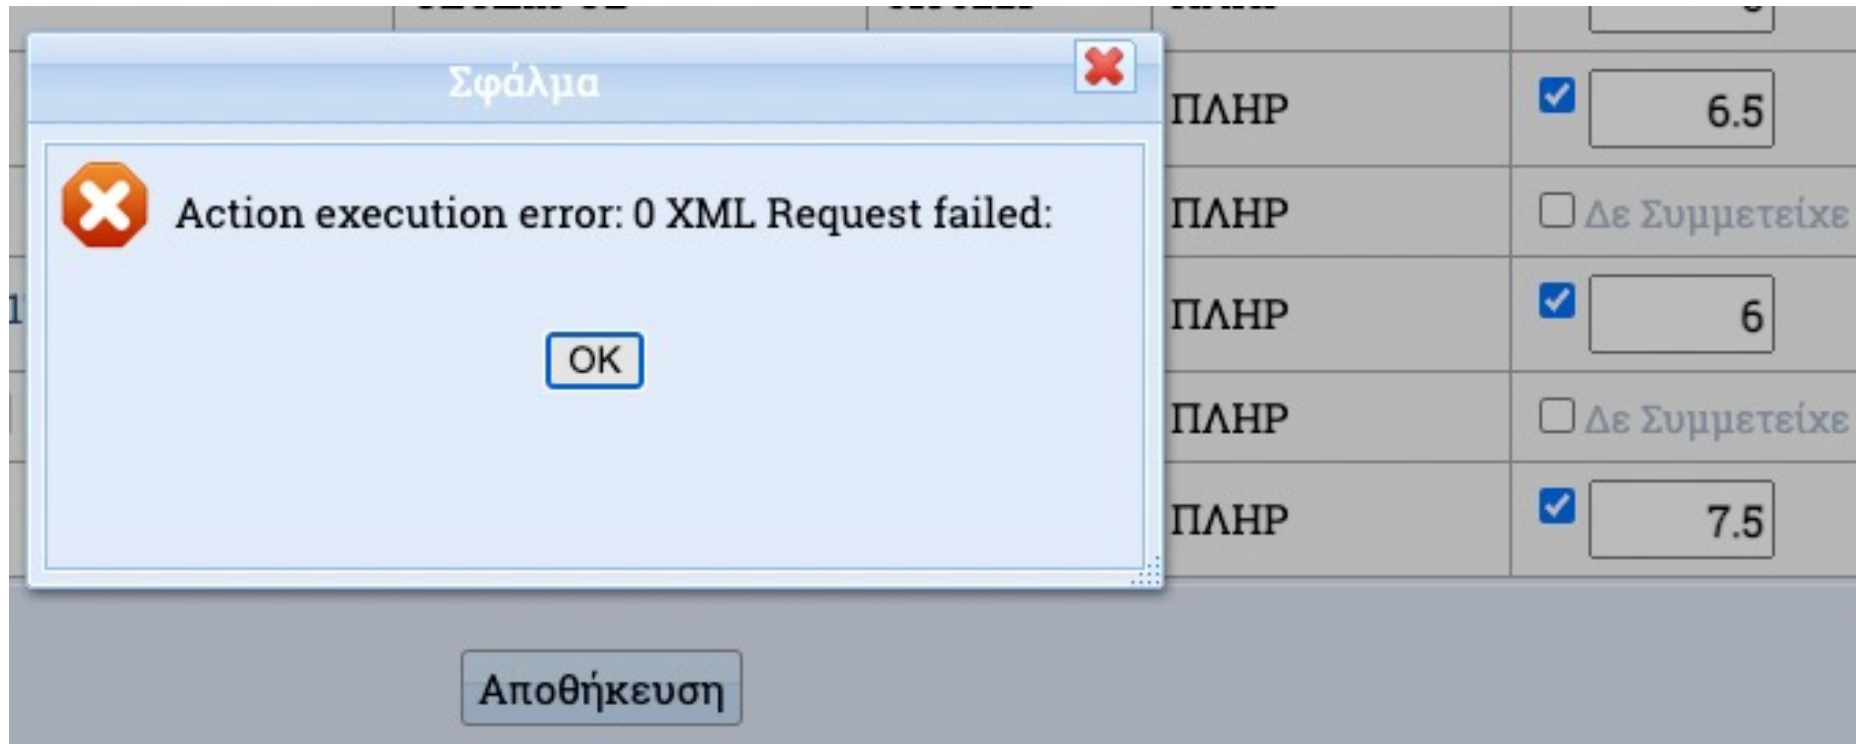 Σφάλμα
Action execution error: 0 XML Request failed:
OK
ΠΛΗΡ 6.5
ΠΛΗΡ Δε Συμμετείχε
ΠΛΗΡ 6
ΠΛΗΡ Δε Συμμετείχε
ΠΛΗΡ 7.5
Αποθήκευση